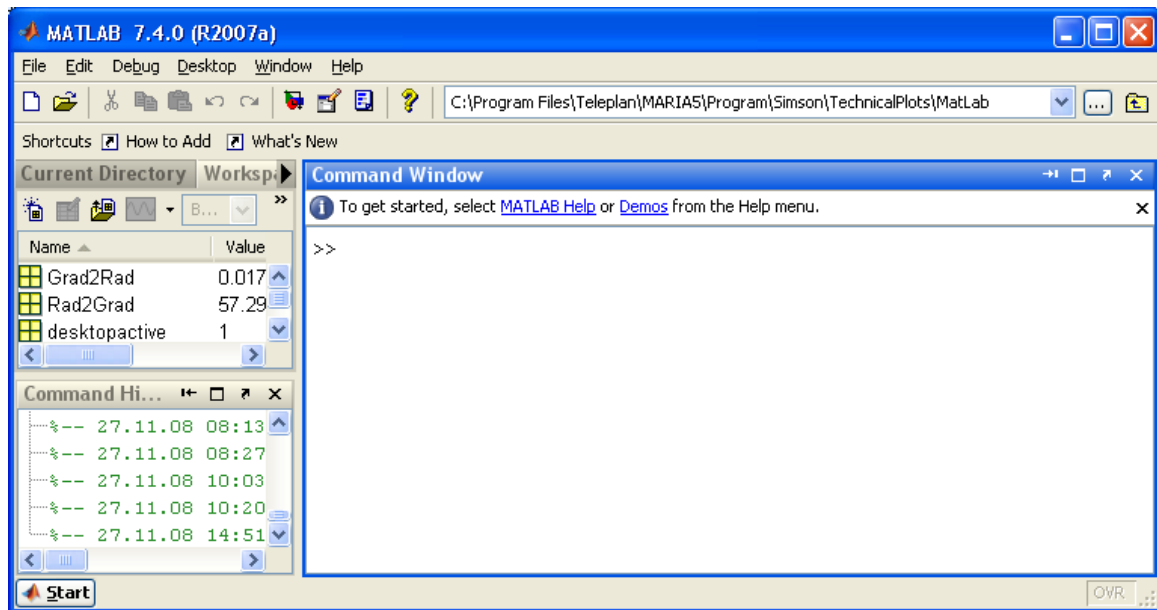 MATLAB 7.4.0 (R2007a)
File Edit Debug Desktop Window Help
C:\Program Files\Teleplan\MARIA5\Program\Simson\TechnicalPlots\MatLab ...
Shortcuts How to Add What's New
Current Directory Workspa
B... »
Name Value
Grad2Rad 0.017
Rad2Grad 57.29
desktopactive 1
Command Hi...
%-- 27.11.08 08:13
%-- 27.11.08 08:27
%-- 27.11.08 10:03
%-- 27.11.08 10:20
%-- 27.11.08 14:51
Command Window
To get started, select MATLAB Help or Demos from the Help menu.
>>
Start
OVR